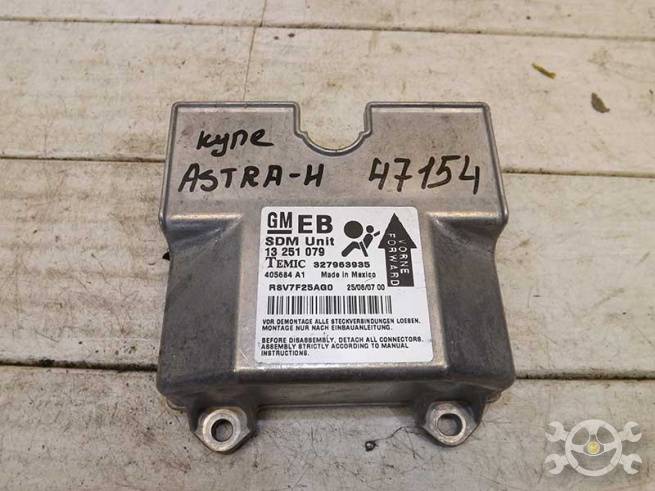 купе
ASTRA-H 47154
GM EB
SDM Unit
13 251 079
TEMIC 327963935
405684 A1 Made in Mexico
R8V7F25AG0 25/06/07 00
VORNE
FORWARD
VOR DEMONTAGE ALLE STECKVERBINDUNGEN LOESEN.
MONTAGE NUR NACH EINBAUANLEITUNG.
BEFORE DISASSEMBLY, DETACH ALL CONNECTORS.
ASSEMBLY STRICTLY ACCORDING TO MANUAL
INSTRUCTIONS.